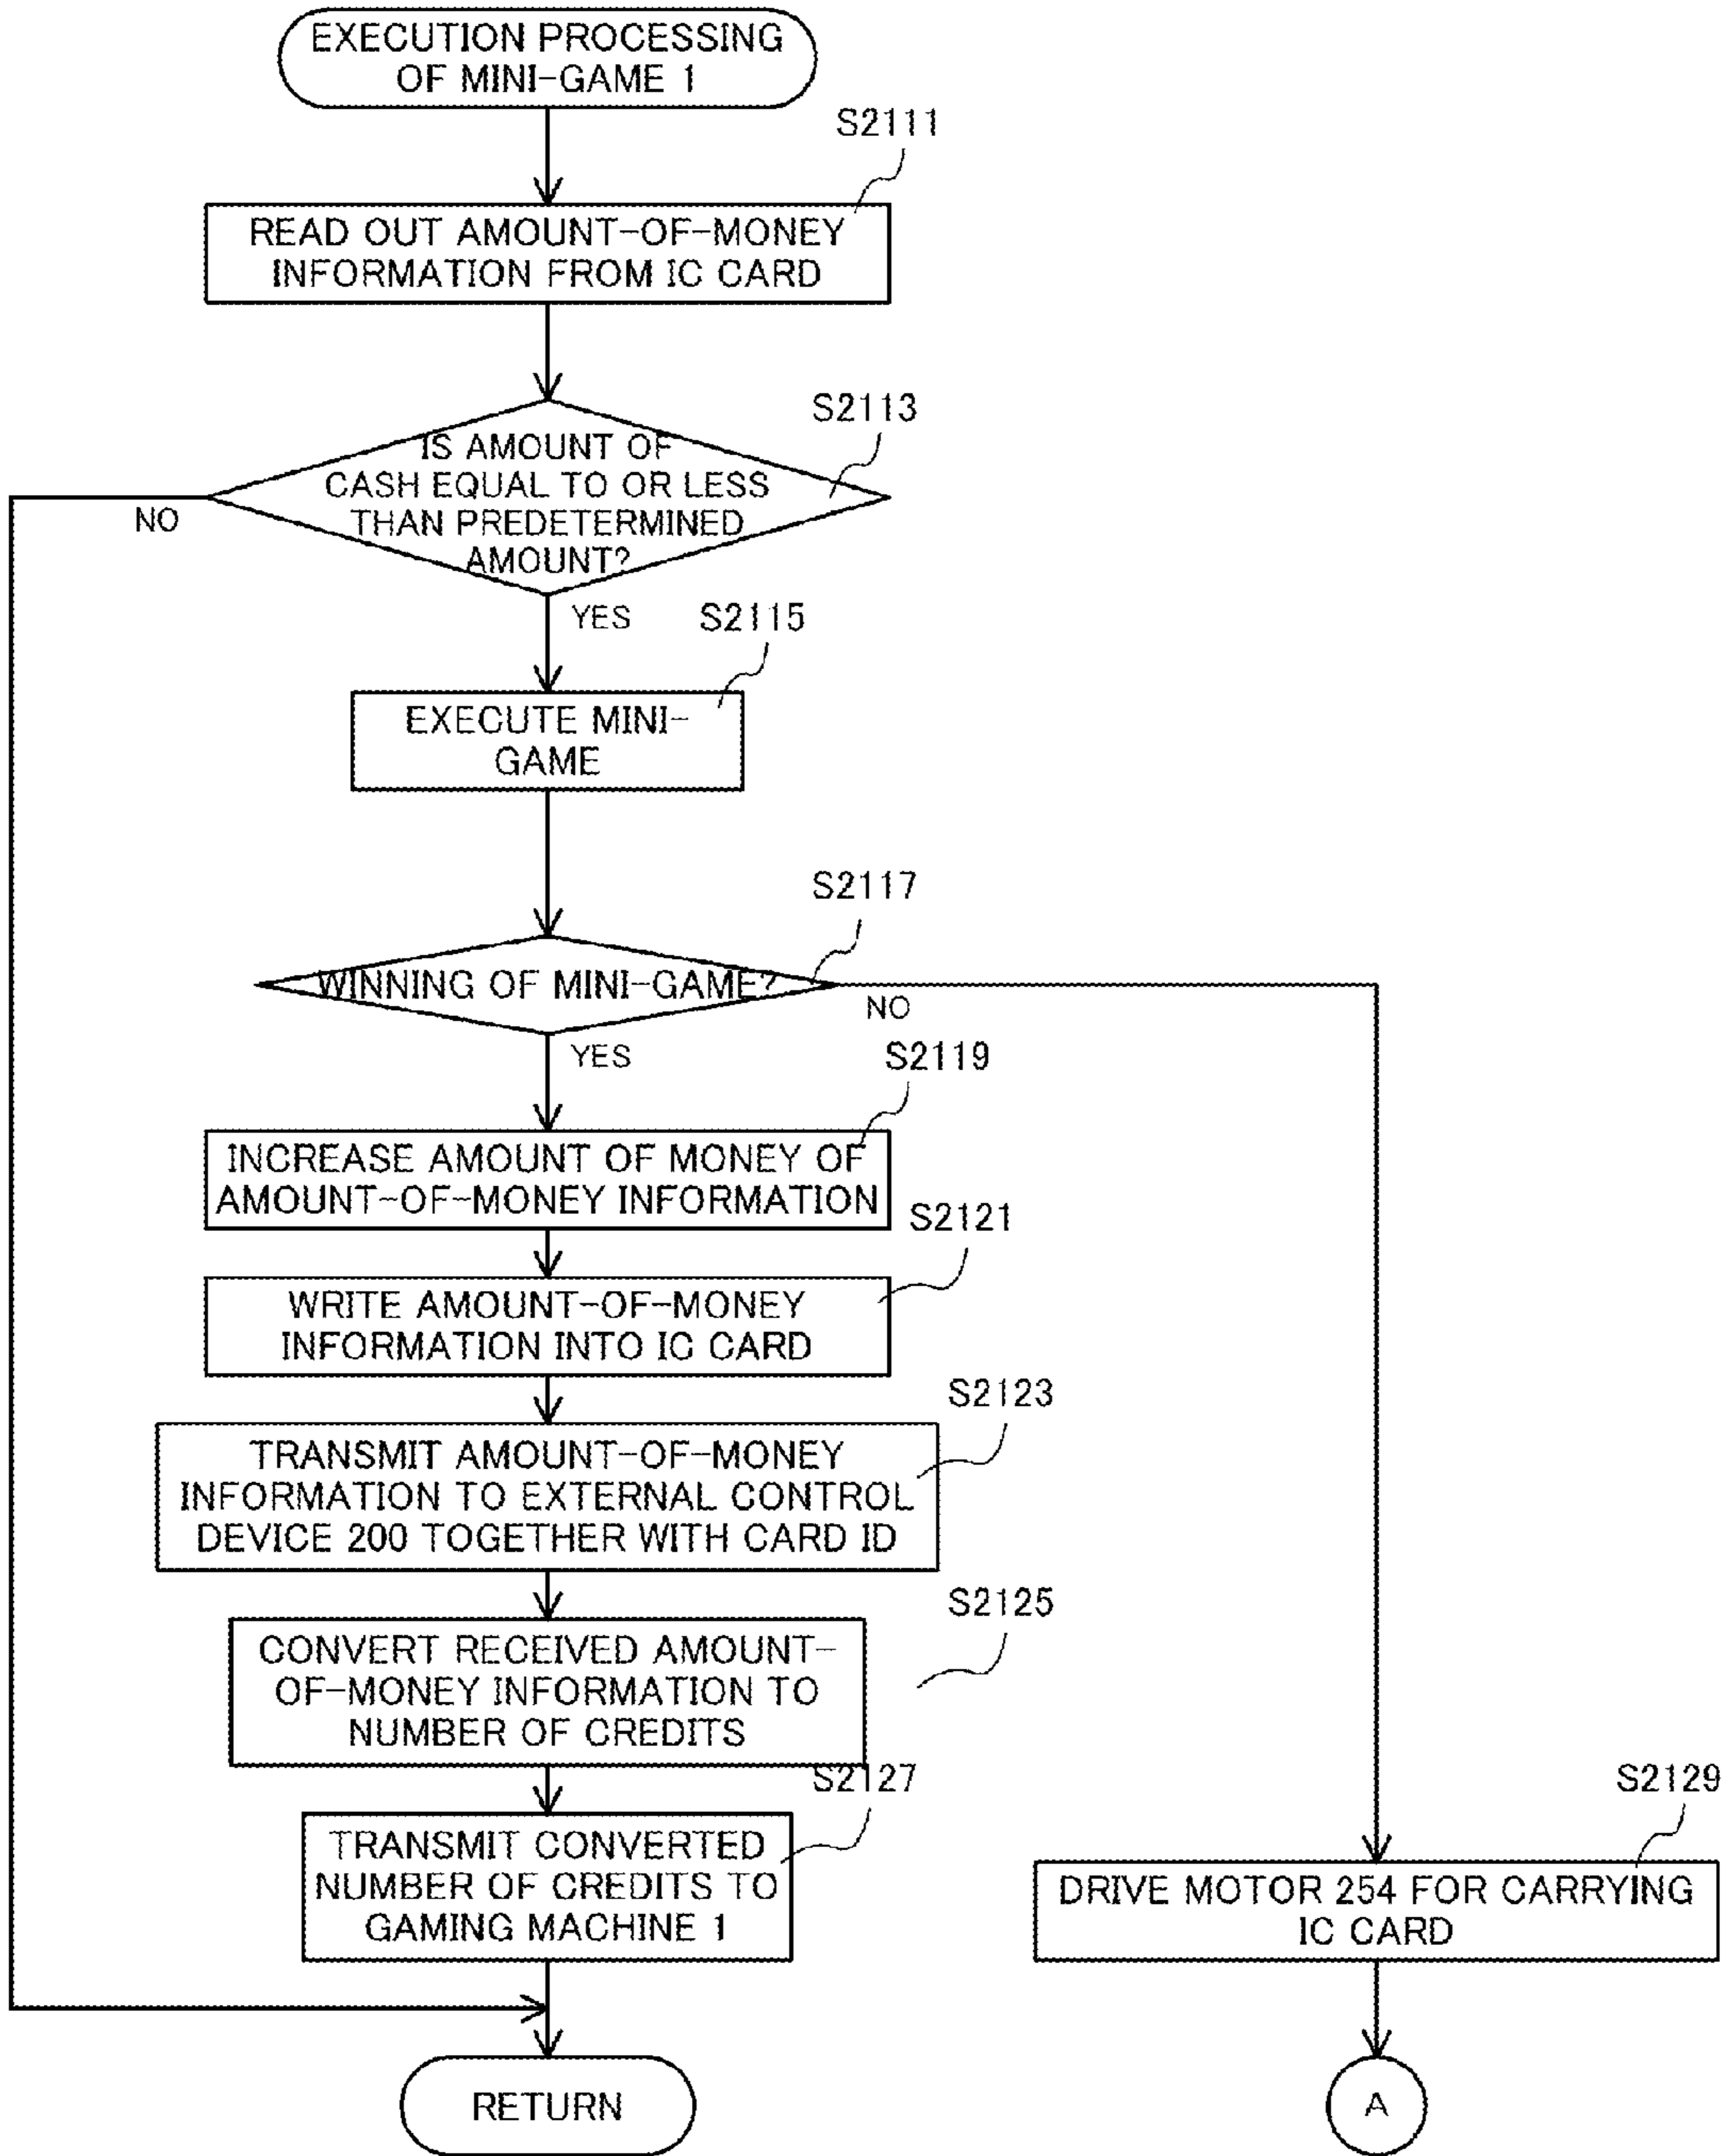 EXECUTION PROCESSING
OF MINI-GAME 1
S2111
READ OUT AMOUNT-OF-MONEY
INFORMATION FROM IC CARD
S2113
IS AMOUNT OF
CASH EQUAL TO OR LESS
THAN PREDETERMINED
AMOUNT?
NO
YES
S2115
EXECUTE MINI-
GAME
S2117
WINNING OF MINI-GAME?
NO
YES
S2119
INCREASE AMOUNT OF MONEY OF
AMOUNT-OF-MONEY INFORMATION
S2121
WRITE AMOUNT-OF-MONEY
INFORMATION INTO IC CARD
S2123
TRANSMIT AMOUNT-OF-MONEY
INFORMATION TO EXTERNAL CONTROL
DEVICE 200 TOGETHER WITH CARD ID
S2125
CONVERT RECEIVED AMOUNT-
OF-MONEY INFORMATION TO
NUMBER OF CREDITS
S2127
TRANSMIT CONVERTED
NUMBER OF CREDITS TO
GAMING MACHINE 1
S2129
DRIVE MOTOR 254 FOR CARRYING
IC CARD
RETURN
A